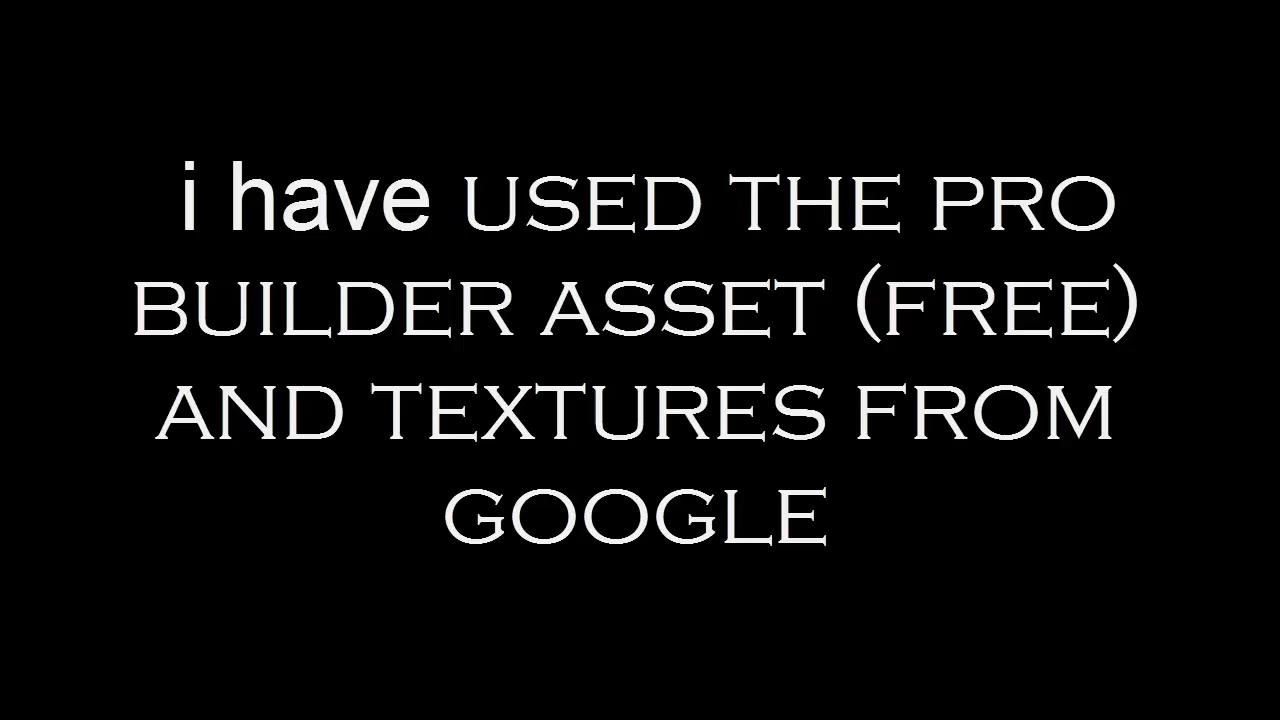 i have USED THE PRO
BUILDER ASSET (FREE)
AND TEXTURES FROM
GOOGLE